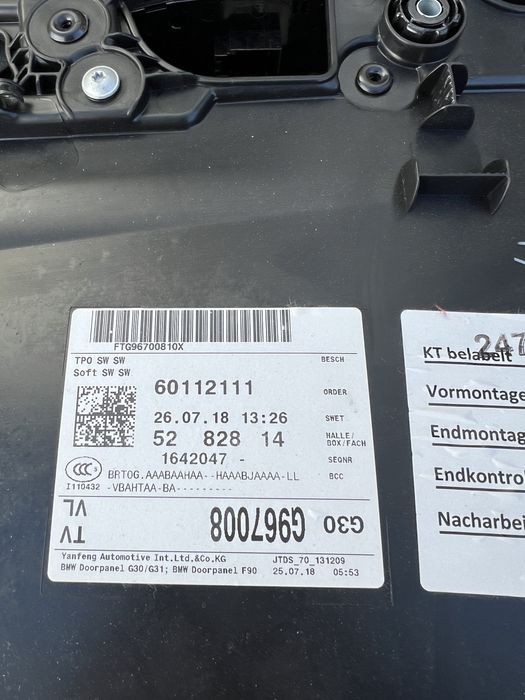 FTG96700810X
TPO SW SW
Soft SW SW
BESCH
60112111
ORDER
26.07.18 13:26
SWET
52 828 14
HALLE/
BOX/FACH
1642047 -
SEQNR
CCC S
I110432
BRTOG.AAABAAHAA--HAAABJAAAA-LL
BCC
-VBAHTAA-BA---------
TV
VL
G967008
G30
Yanfeng Automotive Int.Ltd.&Co.KG
JTDS_70_131209
BMW Doorpanel G30/G31; BMW Doorpanel F90
25.07.18 05:53
247
KT belabelt
Vormontage
Endmontag
Endkontro
Nacharbei